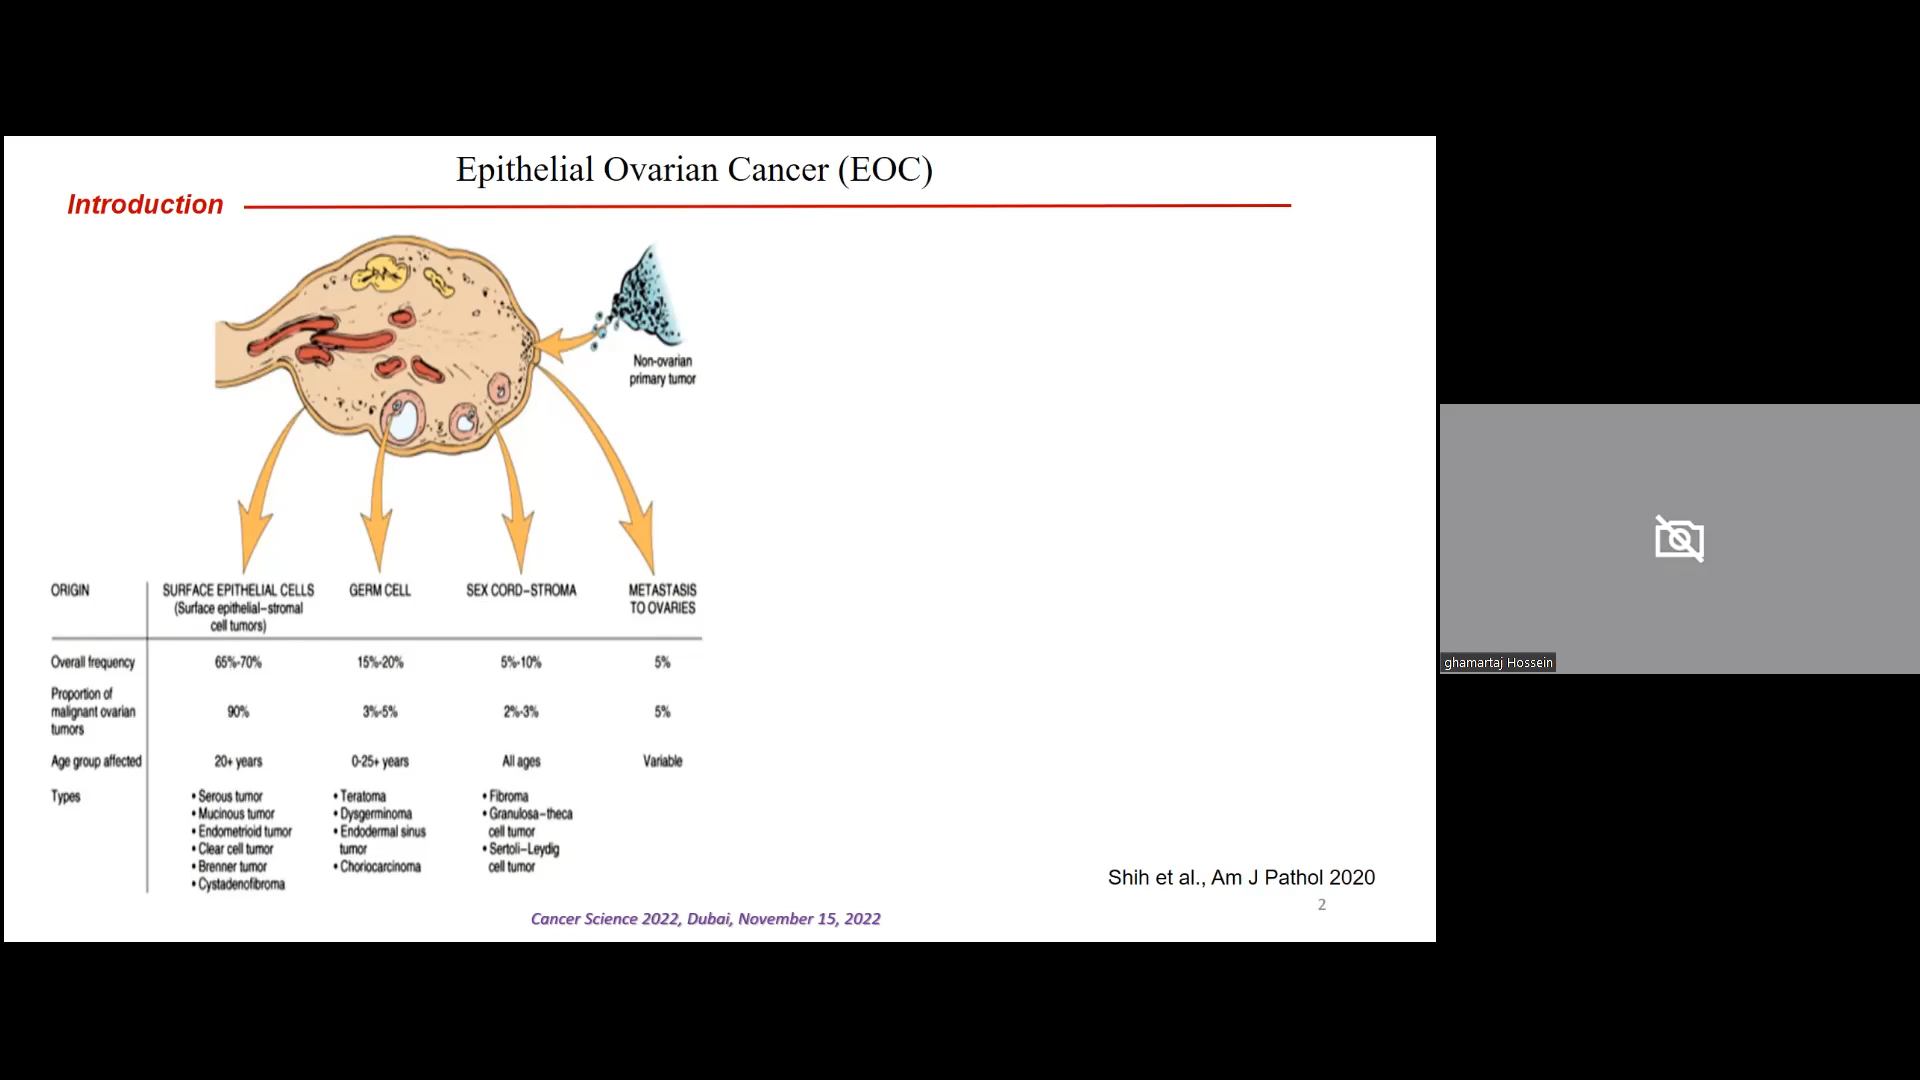 Epithelial Ovarian Cancer (EOC)
Introduction
Non-ovarian
primary tumor
ORIGIN
SURFACE EPITHELIAL CELLS
(Surface epithelial–stromal
cell tumors)
GERM CELL
SEX CORD–STROMA
METASTASIS
TO OVARIES
Overall frequency
65%-70%
15%-20%
5%-10%
5%
Proportion of
malignant ovarian
tumors
90%
3%-5%
2%-3%
5%
Age group affected
20+ years
0-25+ years
All ages
Variable
Types
• Serous tumor
• Mucinous tumor
• Endometrioid tumor
• Clear cell tumor
• Brenner tumor
• Cystadenofibroma
• Teratoma
• Dysgerminoma
• Endodermal sinus
tumor
• Choriocarcinoma
• Fibroma
• Granulosa–theca
cell tumor
• Sertoli–Leydig
cell tumor
Shih et al., Am J Pathol 2020
2
Cancer Science 2022, Dubai, November 15, 2022
ghamartaj Hossein